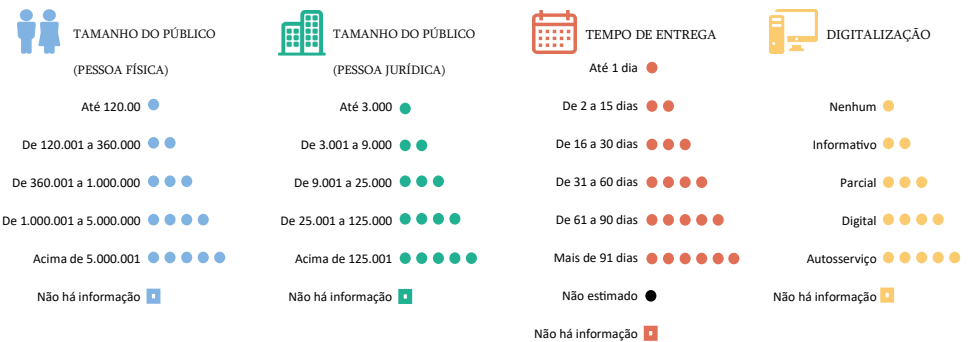 TAMANHO DO PÚBLICO
(PESSOA FÍSICA)
Até 120.00
De 120.001 a 360.000
De 360.001 a 1.000.000
De 1.000.001 a 5.000.000
Acima de 5.000.001
Não há informação
TAMANHO DO PÚBLICO
(PESSOA JURÍDICA)
Até 3.000
De 3.001 a 9.000
De 9.001 a 25.000
De 25.001 a 125.000
Acima de 125.001
Não há informação
TEMPO DE ENTREGA
Até 1 dia
De 2 a 15 dias
De 16 a 30 dias
De 31 a 60 dias
De 61 a 90 dias
Mais de 91 dias
Não estimado
Não há informação
DIGITALIZAÇÃO
Nenhum
Informativo
Parcial
Digital
Autosserviço
Não há informação